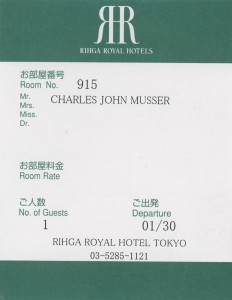 RR
RIHGA ROYAL HOTELS
お部屋番号
Room No. 915
Mr. CHARLES JOHN MUSSER
Mrs.
Miss.
Dr.
お部屋料金
Room Rate
ご人数 ご出発
No. of Guests Departure
1 01/30
RIHGA ROYAL HOTEL TOKYO
03-5285-1121